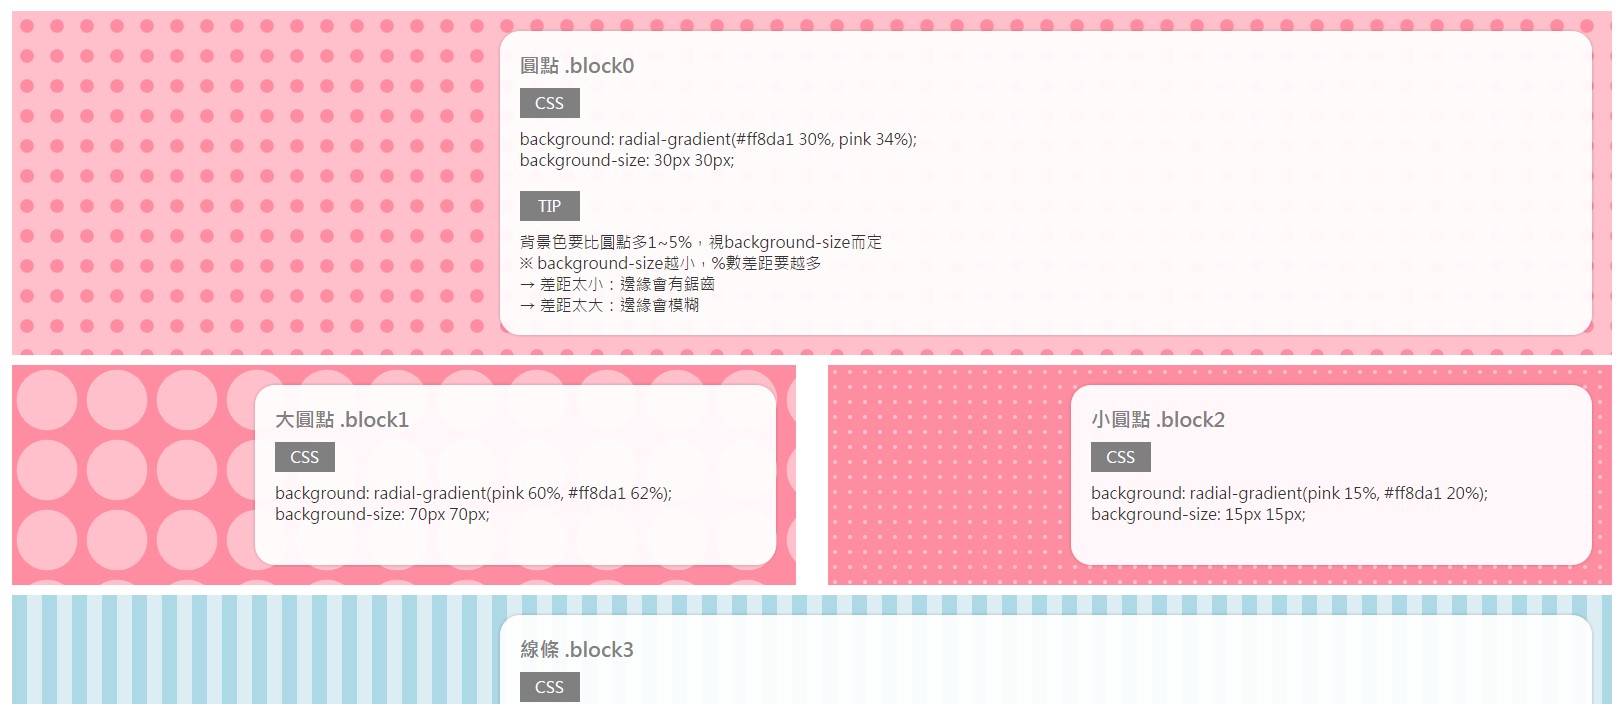 圓點 .block0
CSS
background: radial-gradient(#ff8da1 30%, pink 34%);
background-size: 30px 30px;
TIP
背景色要比圓點多1~5%，視background-size而定
※ background-size越小，%數差距要越多
→ 差距太小：邊緣會有鋸齒
→ 差距太大：邊緣會模糊
大圓點 .block1
CSS
background: radial-gradient(pink 60%, #ff8da1 62%);
background-size: 70px 70px;
小圓點 .block2
CSS
background: radial-gradient(pink 15%, #ff8da1 20%);
background-size: 15px 15px;
線條 .block3
CSS